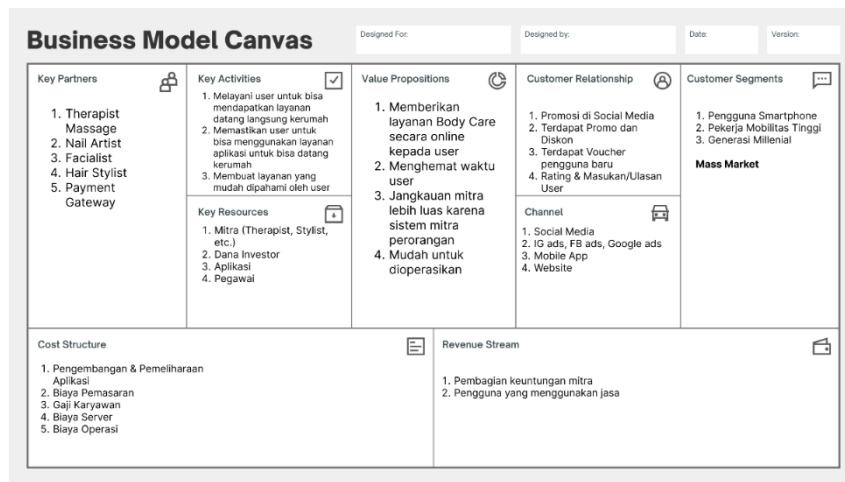 Business Model Canvas
Designed For:
Designed by:
Date:
Version:
Key Partners
1. Therapist
Massage
2. Nail Artist
3. Facialist
4. Hair Stylist
5. Payment
Gateway
Key Activities
1. Melayani user untuk bisa
mendapatkan layanan
datang langsung kerumah
2. Memastikan user untuk
bisa menggunakan layanan
aplikasi untuk bisa datang
kerumah
3. Membuat layanan yang
mudah dipahami oleh user
Key Resources
1. Mitra (Therapist, Stylist,
etc.)
2. Dana Investor
3. Aplikasi
4. Pegawai
Value Propositions
1. Memberikan
layanan Body Care
secara online
kepada user
2. Menghemat waktu
user
3. Jangkauan mitra
lebih luas karena
sistem mitra
perorangan
4. Mudah untuk
dioperasikan
Customer Relationship
1. Promosi di Social Media
2. Terdapat Promo dan
Diskon
3. Terdapat Voucher
pengguna baru
4. Rating & Masukan/Ulasan
User
Channel
1. Social Media
2. IG ads, FB ads, Google ads
3. Mobile App
4. Website
Customer Segments
1. Pengguna Smartphone
2. Pekerja Mobilitas Tinggi
3. Generasi Millenial
Mass Market
Cost Structure
1. Pengembangan & Pemeliharaan
Aplikasi
2. Biaya Pemasaran
3. Gaji Karyawan
4. Biaya Server
5. Biaya Operasi
Revenue Stream
1. Pembagian keuntungan mitra
2. Pengguna yang menggunakan jasa